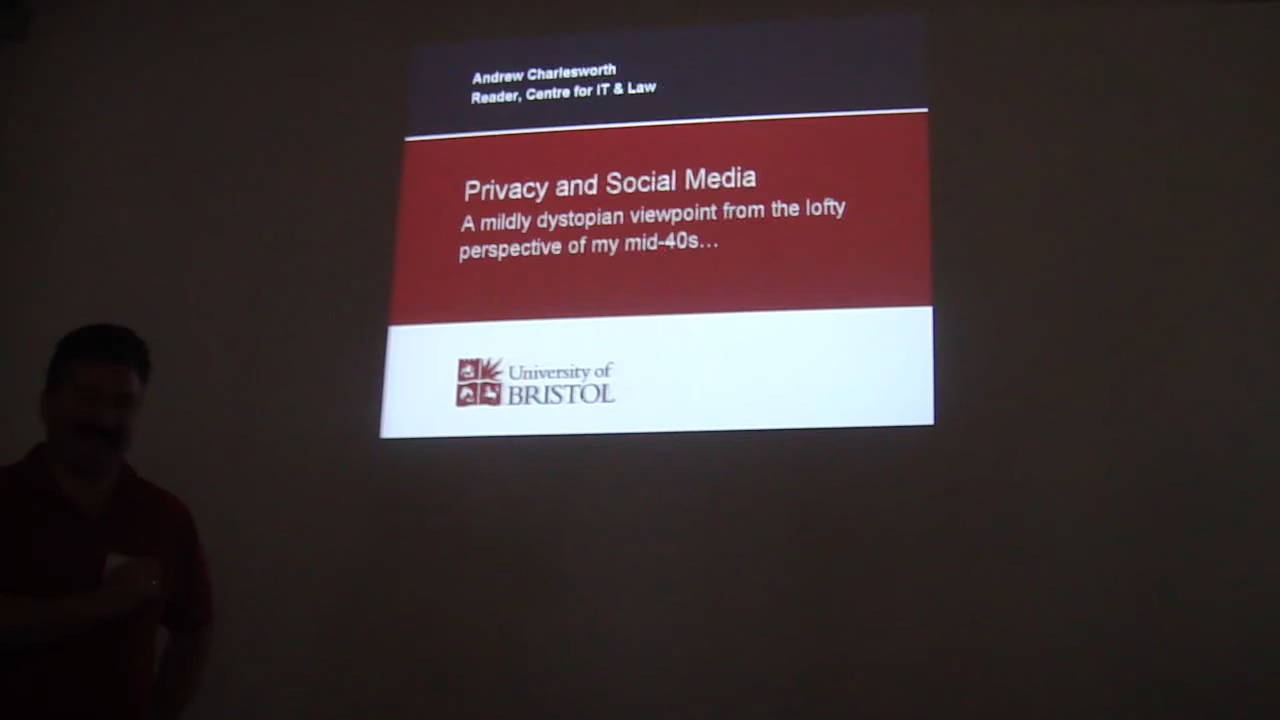 Andrew Charlesworth
Reader, Centre for IT & Law
Privacy and Social Media
A mildly dystopian viewpoint from the lofty
perspective of my mid-40s...
University of
BRISTOL